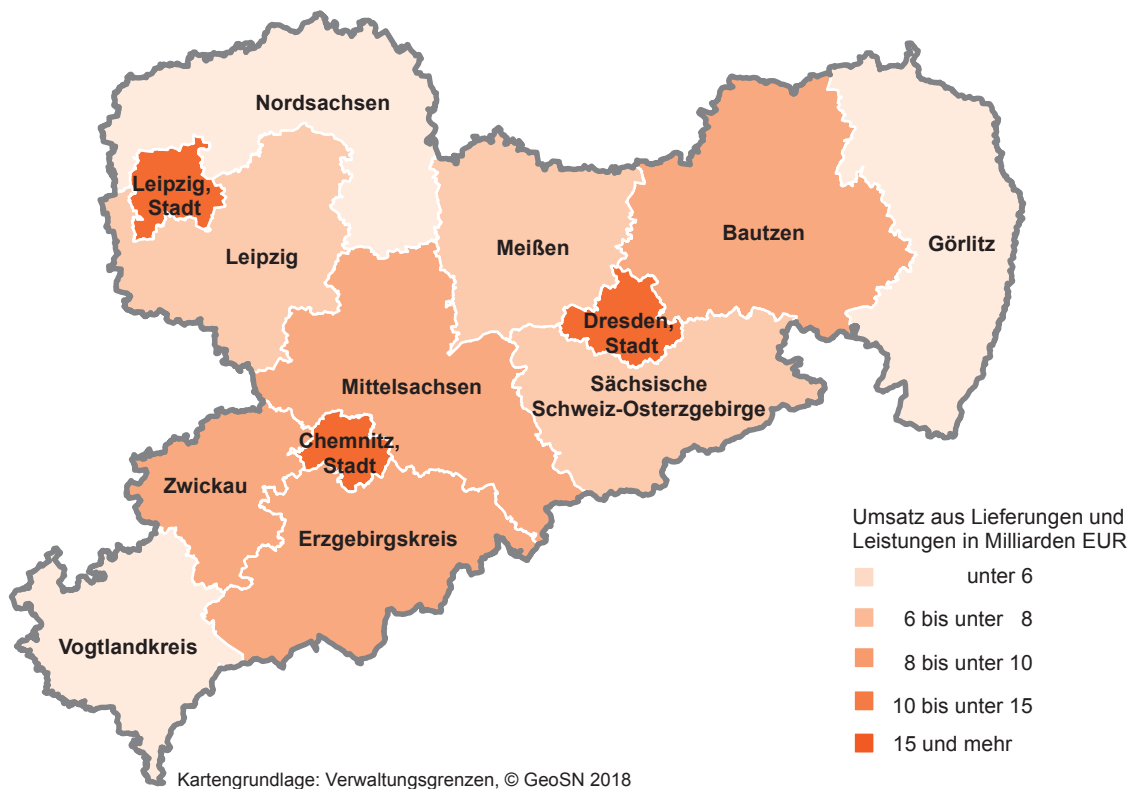 Nordsachsen
Leipzig,
Stadt
Leipzig
Meißen
Bautzen
Görlitz
Dresden,
Stadt
Sächsische
Schweiz-Osterzgebirge
Mittelsachsen
Chemnitz,
Stadt
Zwickau
Erzgebirgskreis
Vogtlandkreis
Umsatz aus Lieferungen und
Leistungen in Milliarden EUR
unter 6
6 bis unter 8
8 bis unter 10
10 bis unter 15
15 und mehr
Kartengrundlage: Verwaltungsgrenzen, © GeoSN 2018